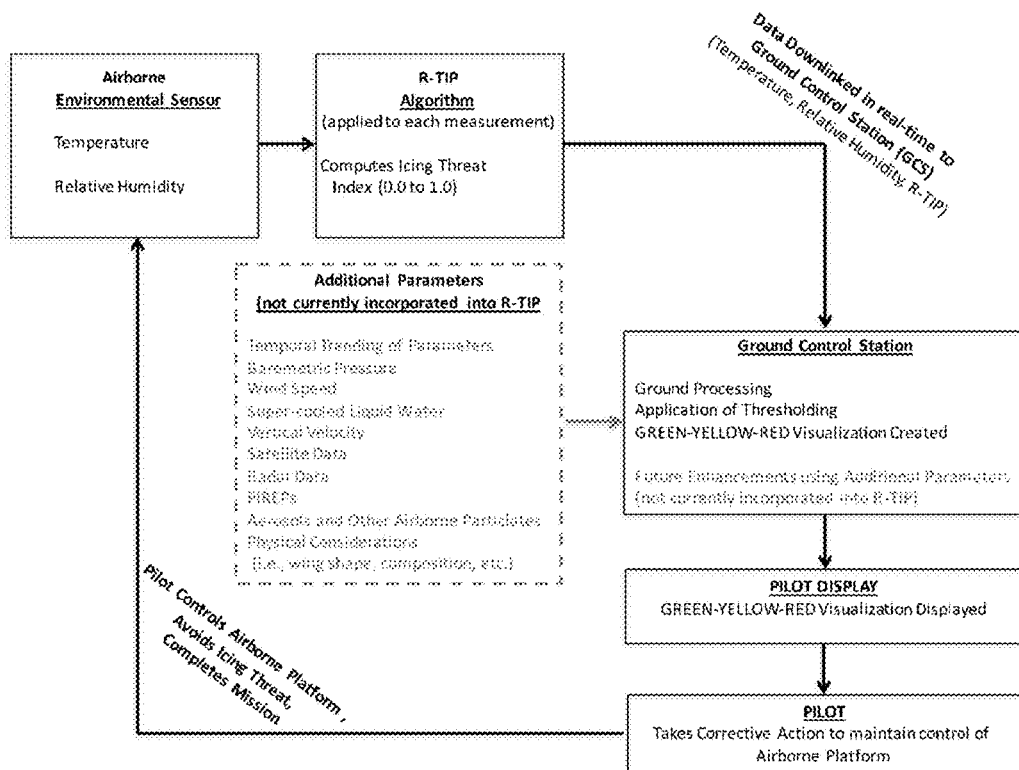 Airborne
Environmental Sensor
Temperature
Relative Humidity
R-TIP
Algorithm
(applied to each measurement)
Computes Icing Threat
Index (0.0 to 1.0)
Data Downlinked in real-time to
Ground Control Station (GCS)
(Temperature, Relative Humidity, R-TIP)
Additional Parameters
(not currently incorporated into R-TIP
Temporal Trending of Parameters
Barometric Pressure
Wind Speed
Super-cooled Liquid Water
Vertical Velocity
Satellite Data
Radar Data
PIREPs
Aerosols and Other Airborne Particlates
Physical Considerations
(i.e., wing shape, composition, etc.)
Ground Control Station
Ground Processing
Application of Thresholding
GREEN-YELLOW-RED Visualization Created
Future Enhancements using Additional Parameters
(not currently incorporated into R-TIP)
PILOT DISPLAY
GREEN-YELLOW-RED Visualization Displayed
PILOT
Takes Corrective Action to maintain control of
Airborne Platform
Pilot Controls Airborne Platform,
Avoids Icing Threat,
Completes Mission